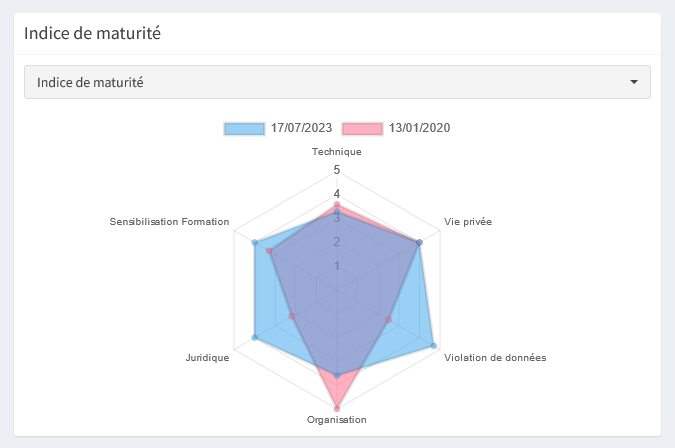 Indice de maturité
Indice de maturité
17/07/2023 13/01/2020
Technique
5
4
3
2
1
Sensibilisation Formation
Vie privée
Juridique
Violation de données
Organisation